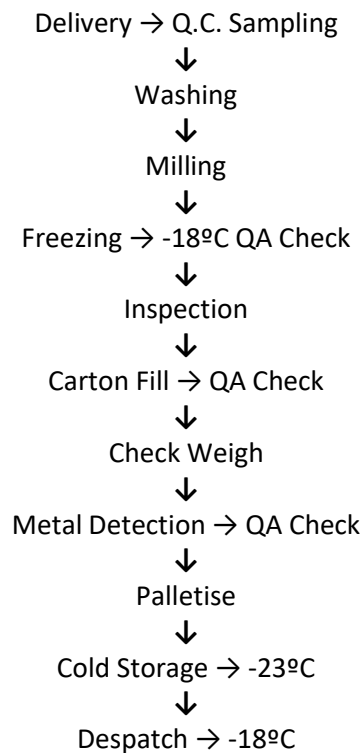 Delivery → Q.C. Sampling
↓
Washing
↓
Milling
↓
Freezing → -18ºC QA Check
↓
Inspection
↓
Carton Fill → QA Check
↓
Check Weigh
↓
Metal Detection → QA Check
↓
Palletise
↓
Cold Storage → -23ºC
↓
Despatch → -18ºC